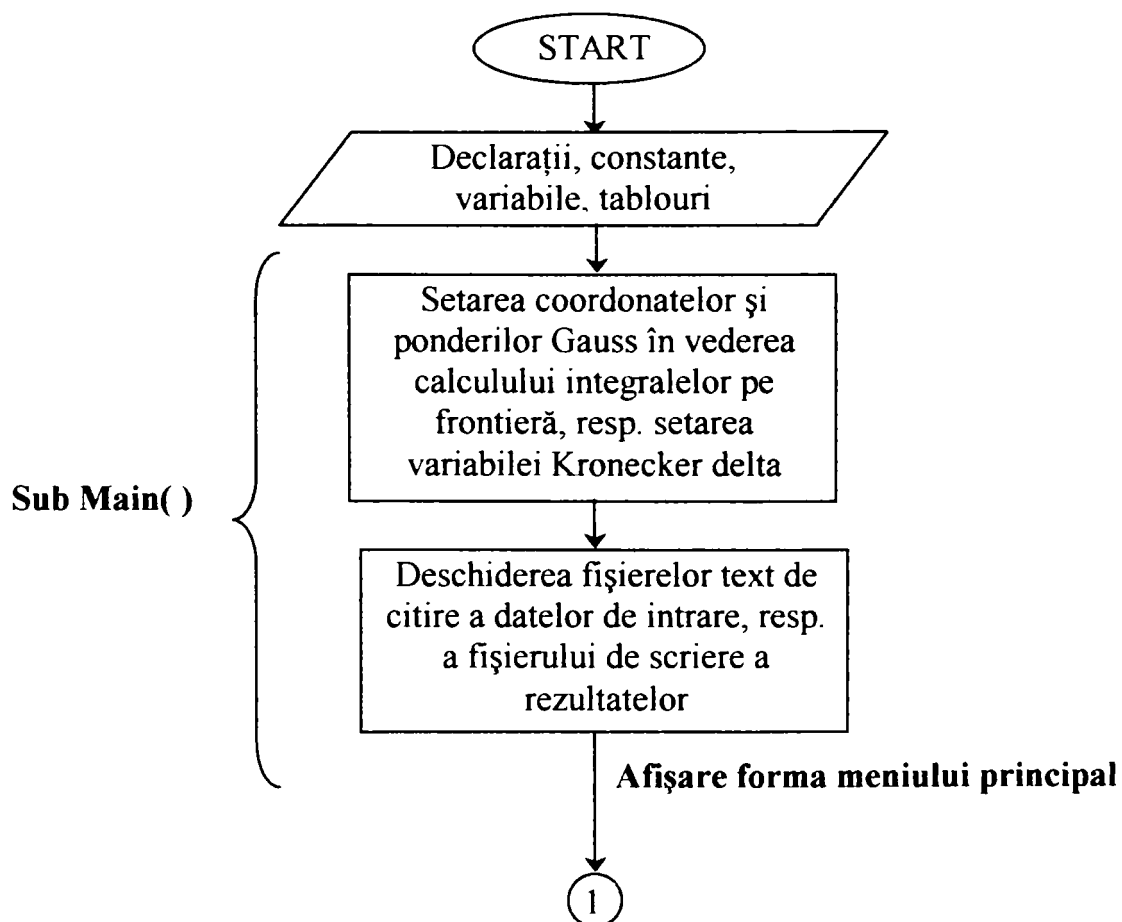 START
Declarații, constante,
variabile, tablouri
Setarea coordonatelor şi
ponderilor Gauss în vederea
calculului integralelor pe
frontieră, resp. setarea
variabilei Kronecker delta
Sub Main( )
Deschiderea fişierelor text de
citire a datelor de intrare, resp.
a fişierului de scriere a
rezultatelor
Afişare forma meniului principal
1